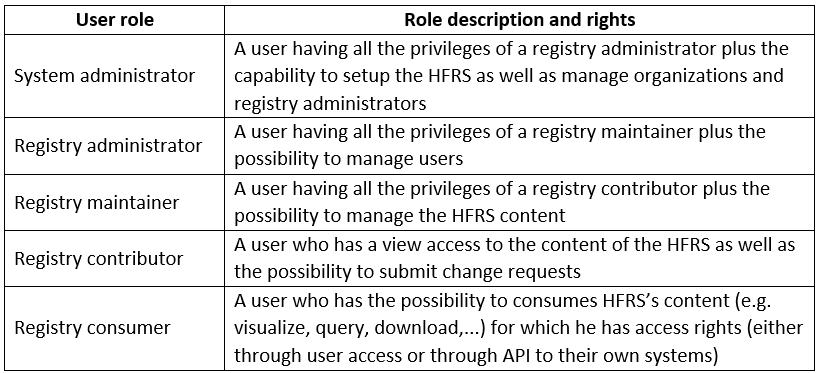 User role
Role description and rights
System administrator
A user having all the privileges of a registry administrator plus the
capability to setup the HFRS as well as manage organizations and
registry administrators
Registry administrator
A user having all the privileges of a registry maintainer plus the
possibility to manage users
Registry maintainer
A user having all the privileges of a registry contributor plus the
possibility to manage the HFRS content
Registry contributor
A user who has a view access to the content of the HFRS as well as
the possibility to submit change requests
Registry consumer
A user who has the possibility to consumes HFRS’s content (e.g.
visualize, query, download,...) for which he has access rights (either
through user access or through API to their own systems)